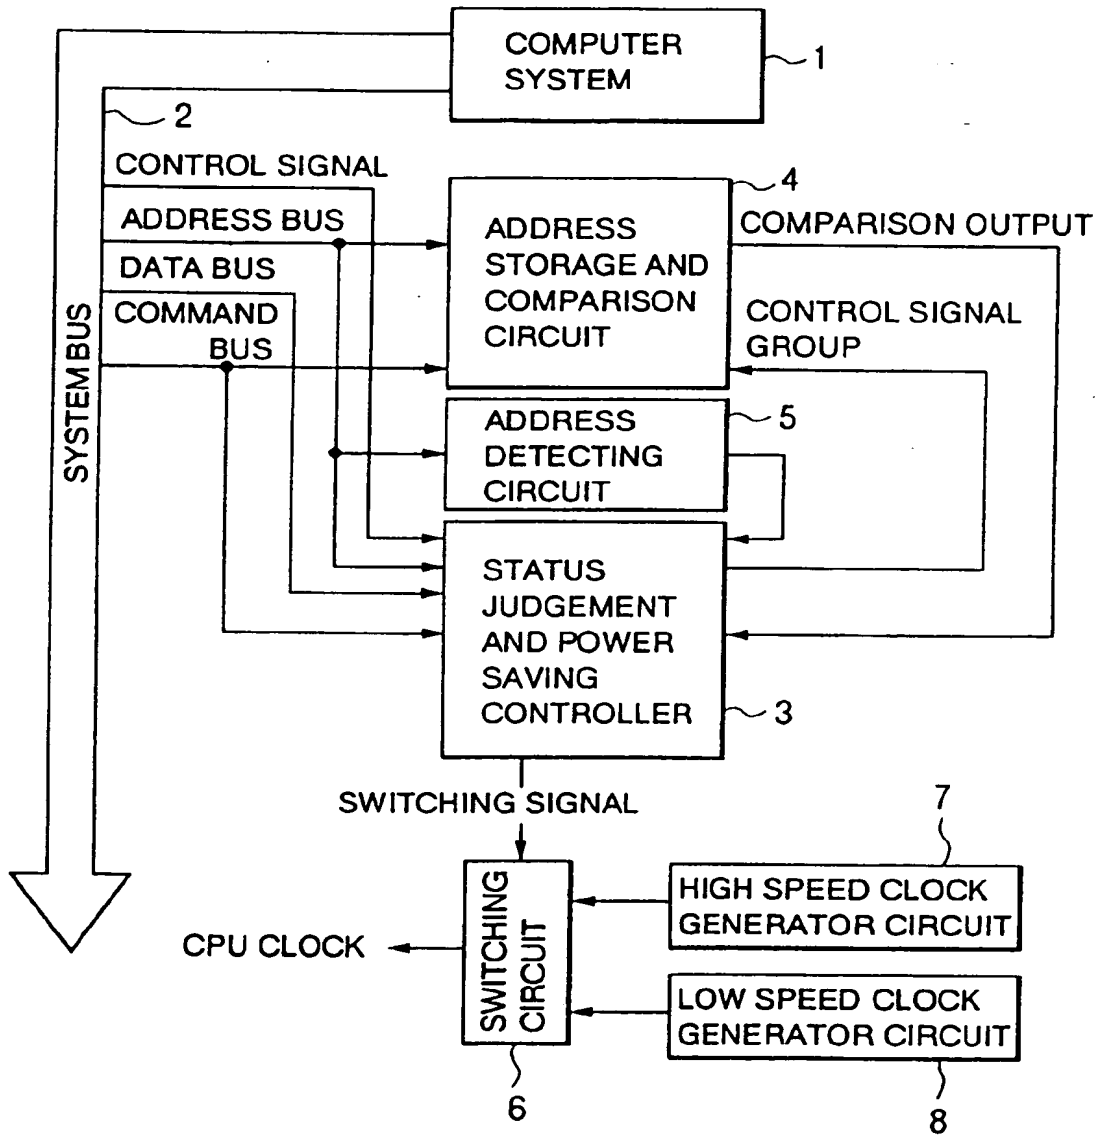 COMPUTER
SYSTEM
1
2
CONTROL SIGNAL
ADDRESS BUS
DATA BUS
COMMAND
BUS
SYSTEM BUS
4
ADDRESS
STORAGE AND
COMPARISON
CIRCUIT
COMPARISON OUTPUT
CONTROL SIGNAL
GROUP
5
ADDRESS
DETECTING
CIRCUIT
STATUS
JUDGEMENT
AND POWER
SAVING
CONTROLLER
3
SWITCHING SIGNAL
7
HIGH SPEED CLOCK
GENERATOR CIRCUIT
CPU CLOCK
SWITCHING
CIRCUIT
LOW SPEED CLOCK
GENERATOR CIRCUIT
6
8